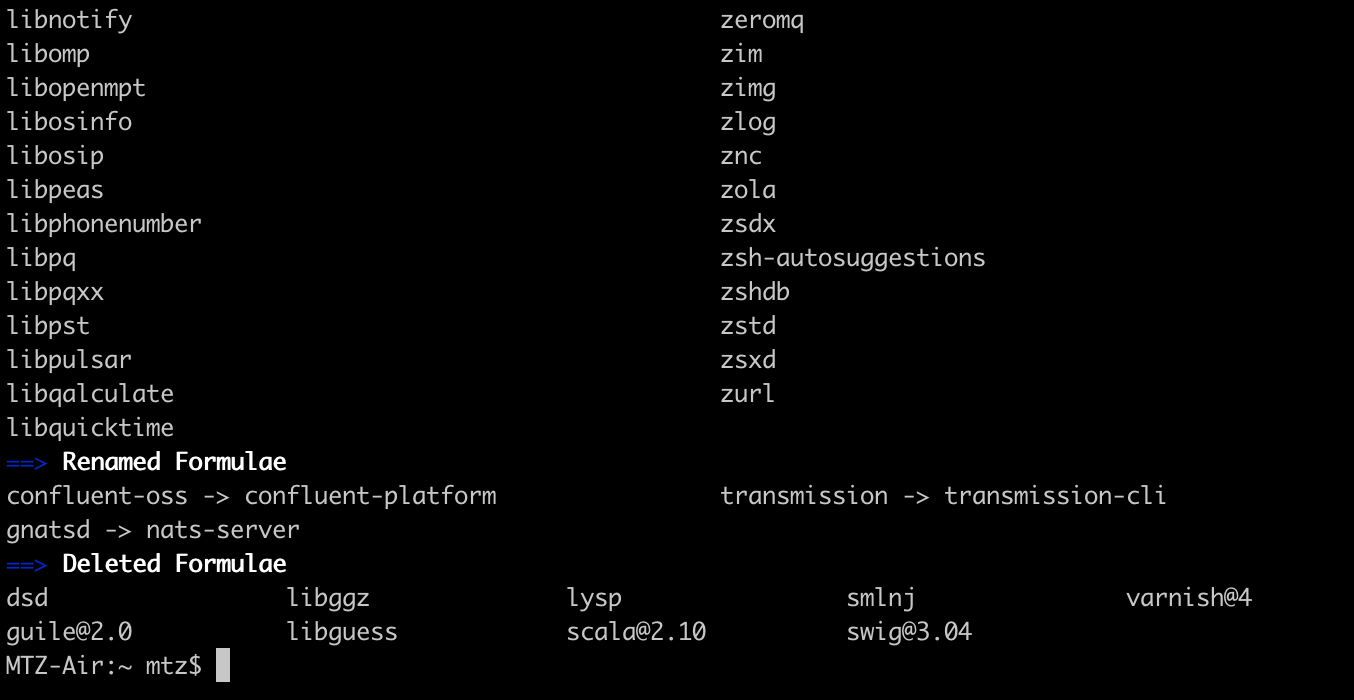 libnotify zeromq
libomp zim
libopenmpt zimg
libosinfo zlog
libosip znc
libpeas zola
libphonenumber zsdx
libpq zsh-autosuggestions
libpqxx zshdb
libpst zstd
libpulsar zsxd
libqalculate zurl
libquicktime
==> Renamed Formulae
confluent-oss -> confluent-platform transmission -> transmission-cli
gnatsd -> nats-server
==> Deleted Formulae
dsd libggz lysp smlnj varnish@4
guile@2.0 libguess scala@2.10 swig@3.04
MTZ-Air:~ mtz$